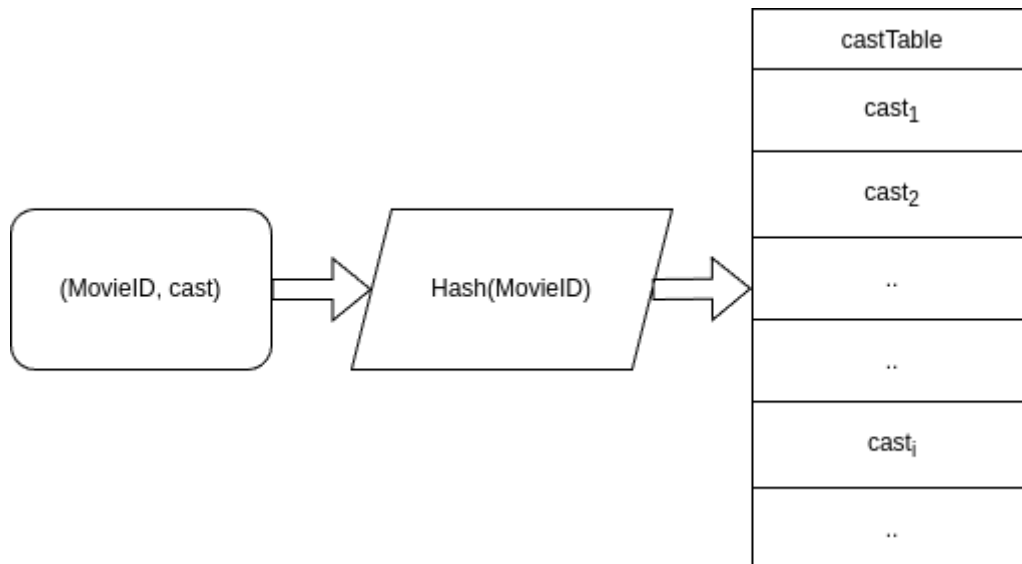 (MovieID, cast)
Hash(MovieID)
castTable
cast₁
cast₂
..
..
castᵢ
..